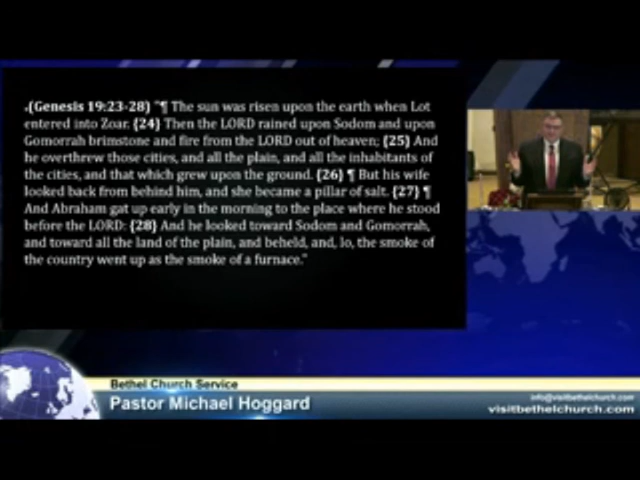 .(Genesis 19:23-28) "¶ The sun was risen upon the earth when Lot
entered into Zoar. {24} Then the LORD rained upon Sodom and upon
Gomorrah brimstone and fire from the LORD out of heaven; {25} And
he overthrew those cities, and all the plain, and all the inhabitants of
the cities, and that which grew upon the ground. {26} ¶ But his wife
looked back from behind him, and she became a pillar of salt. {27} ¶
And Abraham gat up early in the morning to the place where he stood
before the LORD: {28} And he looked toward Sodom and Gomorrah,
and toward all the land of the plain, and beheld, and, lo, the smoke of
the country went up as the smoke of a furnace."
Bethel Church Service
Pastor Michael Hoggard
info@visitbethelchurch.com
visitbethelchurch.com